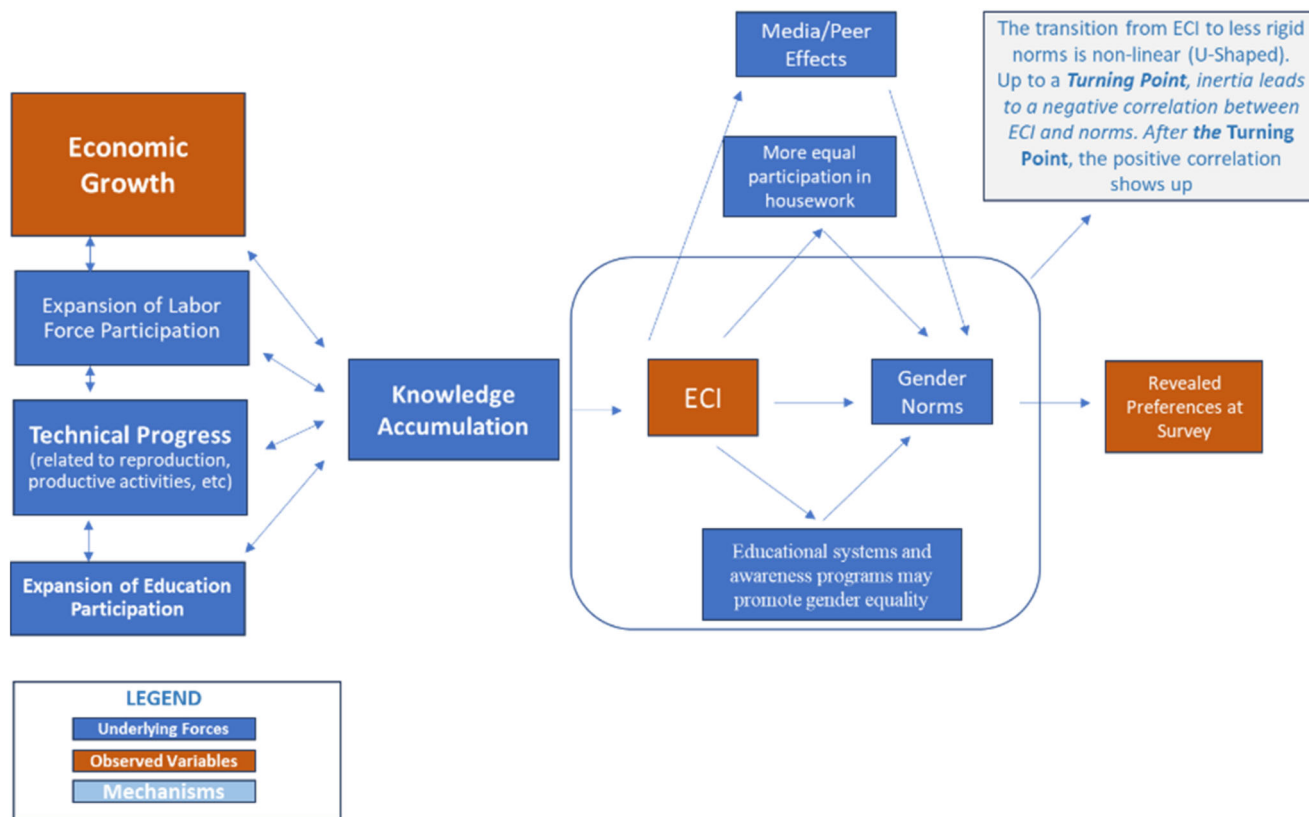 Economic
Growth
Expansion of Labor
Force Participation
Technical Progress
(related to reproduction,
productive activities, etc)
Expansion of Education
Participation
Knowledge
Accumulation
Media/Peer
Effects
More equal
participation in
housework
ECI
Gender
Norms
Educational systems and
awareness programs may
promote gender equality
Revealed
Preferences at
Survey
The transition from ECI to less rigid
norms is non-linear (U-Shaped).
Up to a Turning Point, inertia leads
to a negative correlation between
ECI and norms. After the Turning
Point, the positive correlation
shows up
LEGEND
Underlying Forces
Observed Variables
Mechanisms